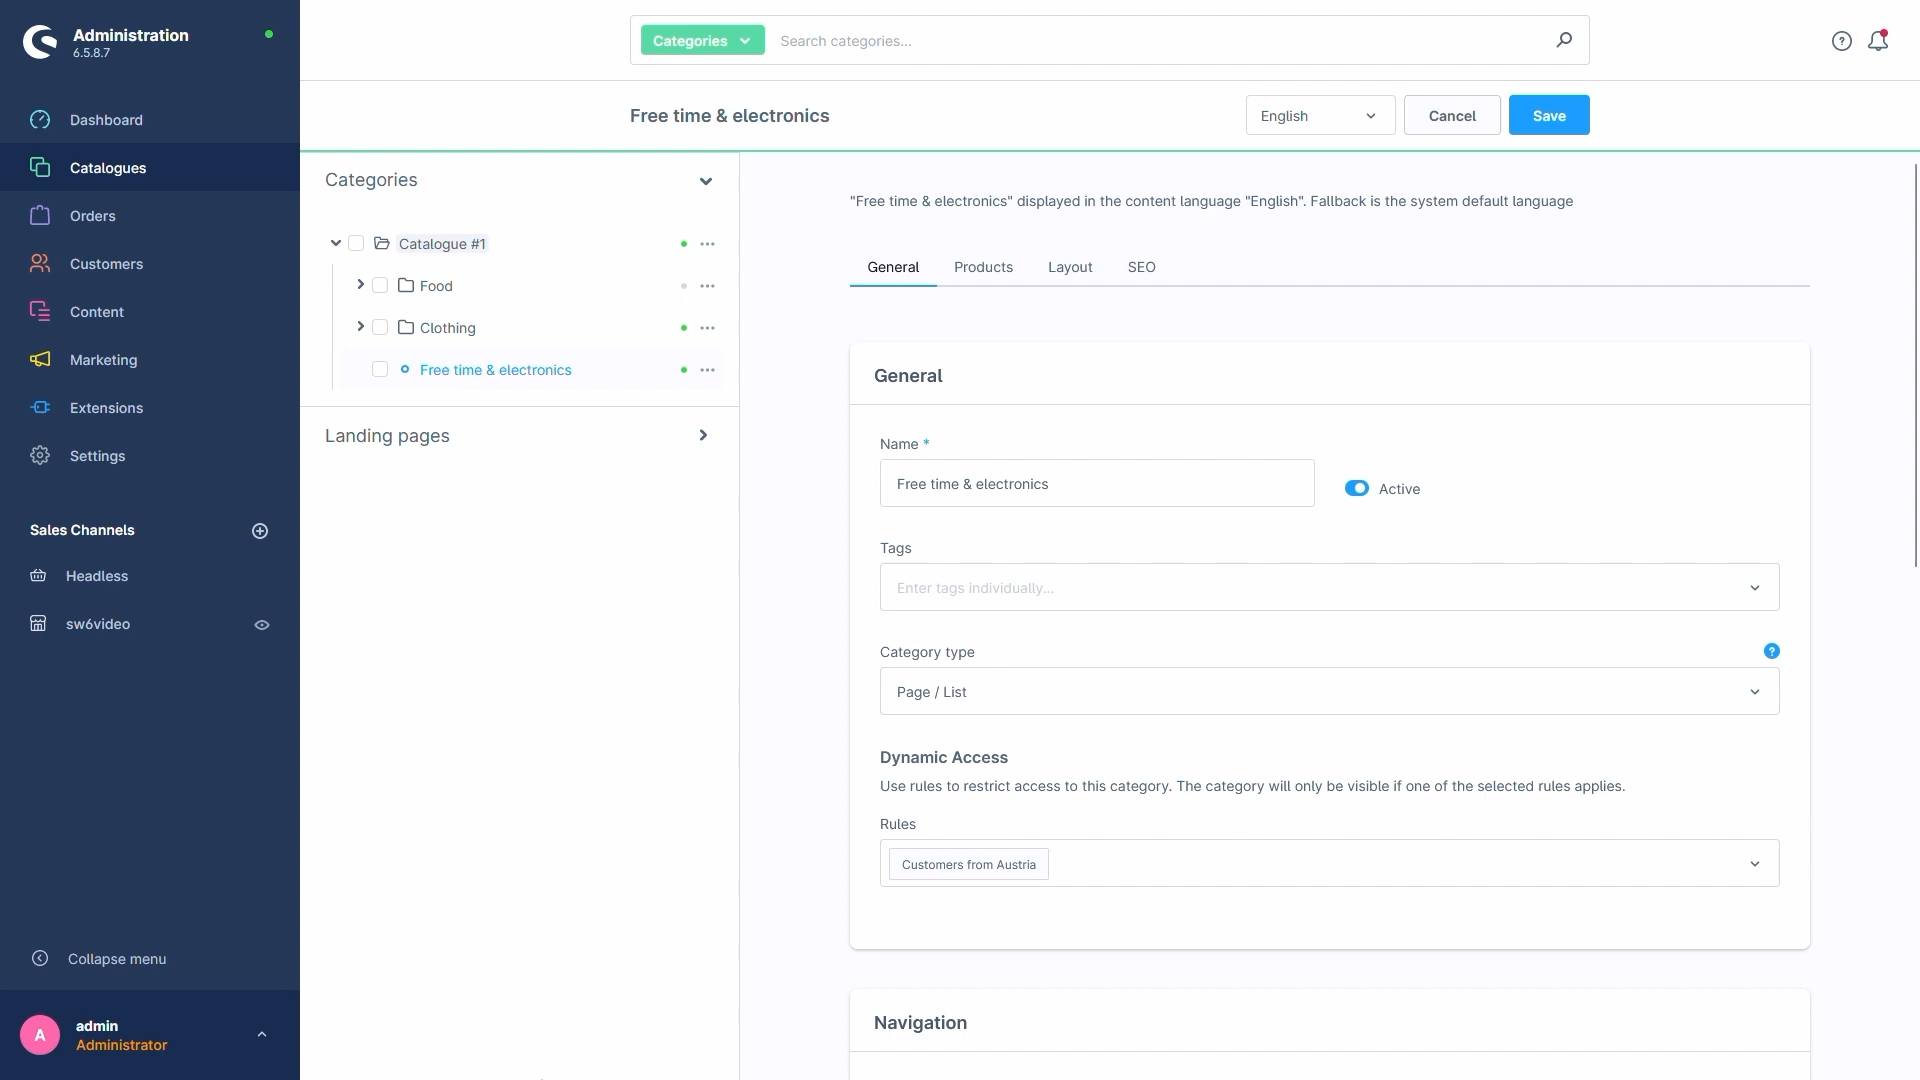 Administration
6.5.8.7
Dashboard
Catalogues
Orders
Customers
Content
Marketing
Extensions
Settings
Sales Channels
Headless
sw6video
Collapse menu
A
admin
Administrator
Categories
Search categories...
?
Free time & electronics
English
Cancel
Save
Categories
Catalogue #1
Food
Clothing
Free time & electronics
Landing pages
"Free time & electronics" displayed in the content language "English". Fallback is the system default language
General
Products
Layout
SEO
General
Name *
Free time & electronics
Active
Tags
Enter tags individually...
Category type
?
Page / List
Dynamic Access
Use rules to restrict access to this category. The category will only be visible if one of the selected rules applies.
Rules
Customers from Austria
Navigation